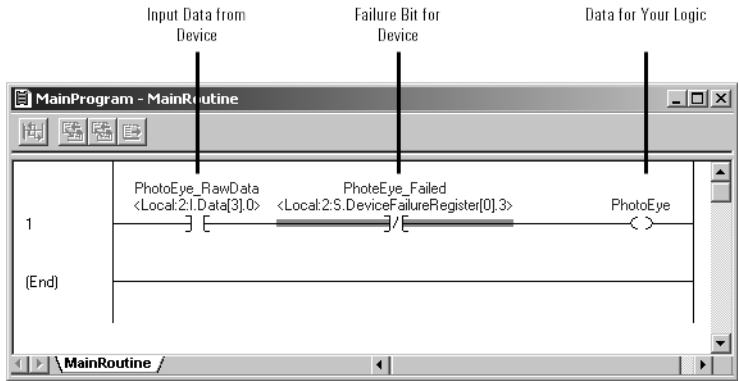 Input Data from
Device
Failure Bit for
Device
Data for Your Logic
MainProgram - MainRoutine
PhotoEye_RawData
<Local:2:I.Data[3].0>
PhoteEye_Failed
<Local:2:S.DeviceFailureRegister[0].3>
PhotoEye
1
(End)
MainRoutine